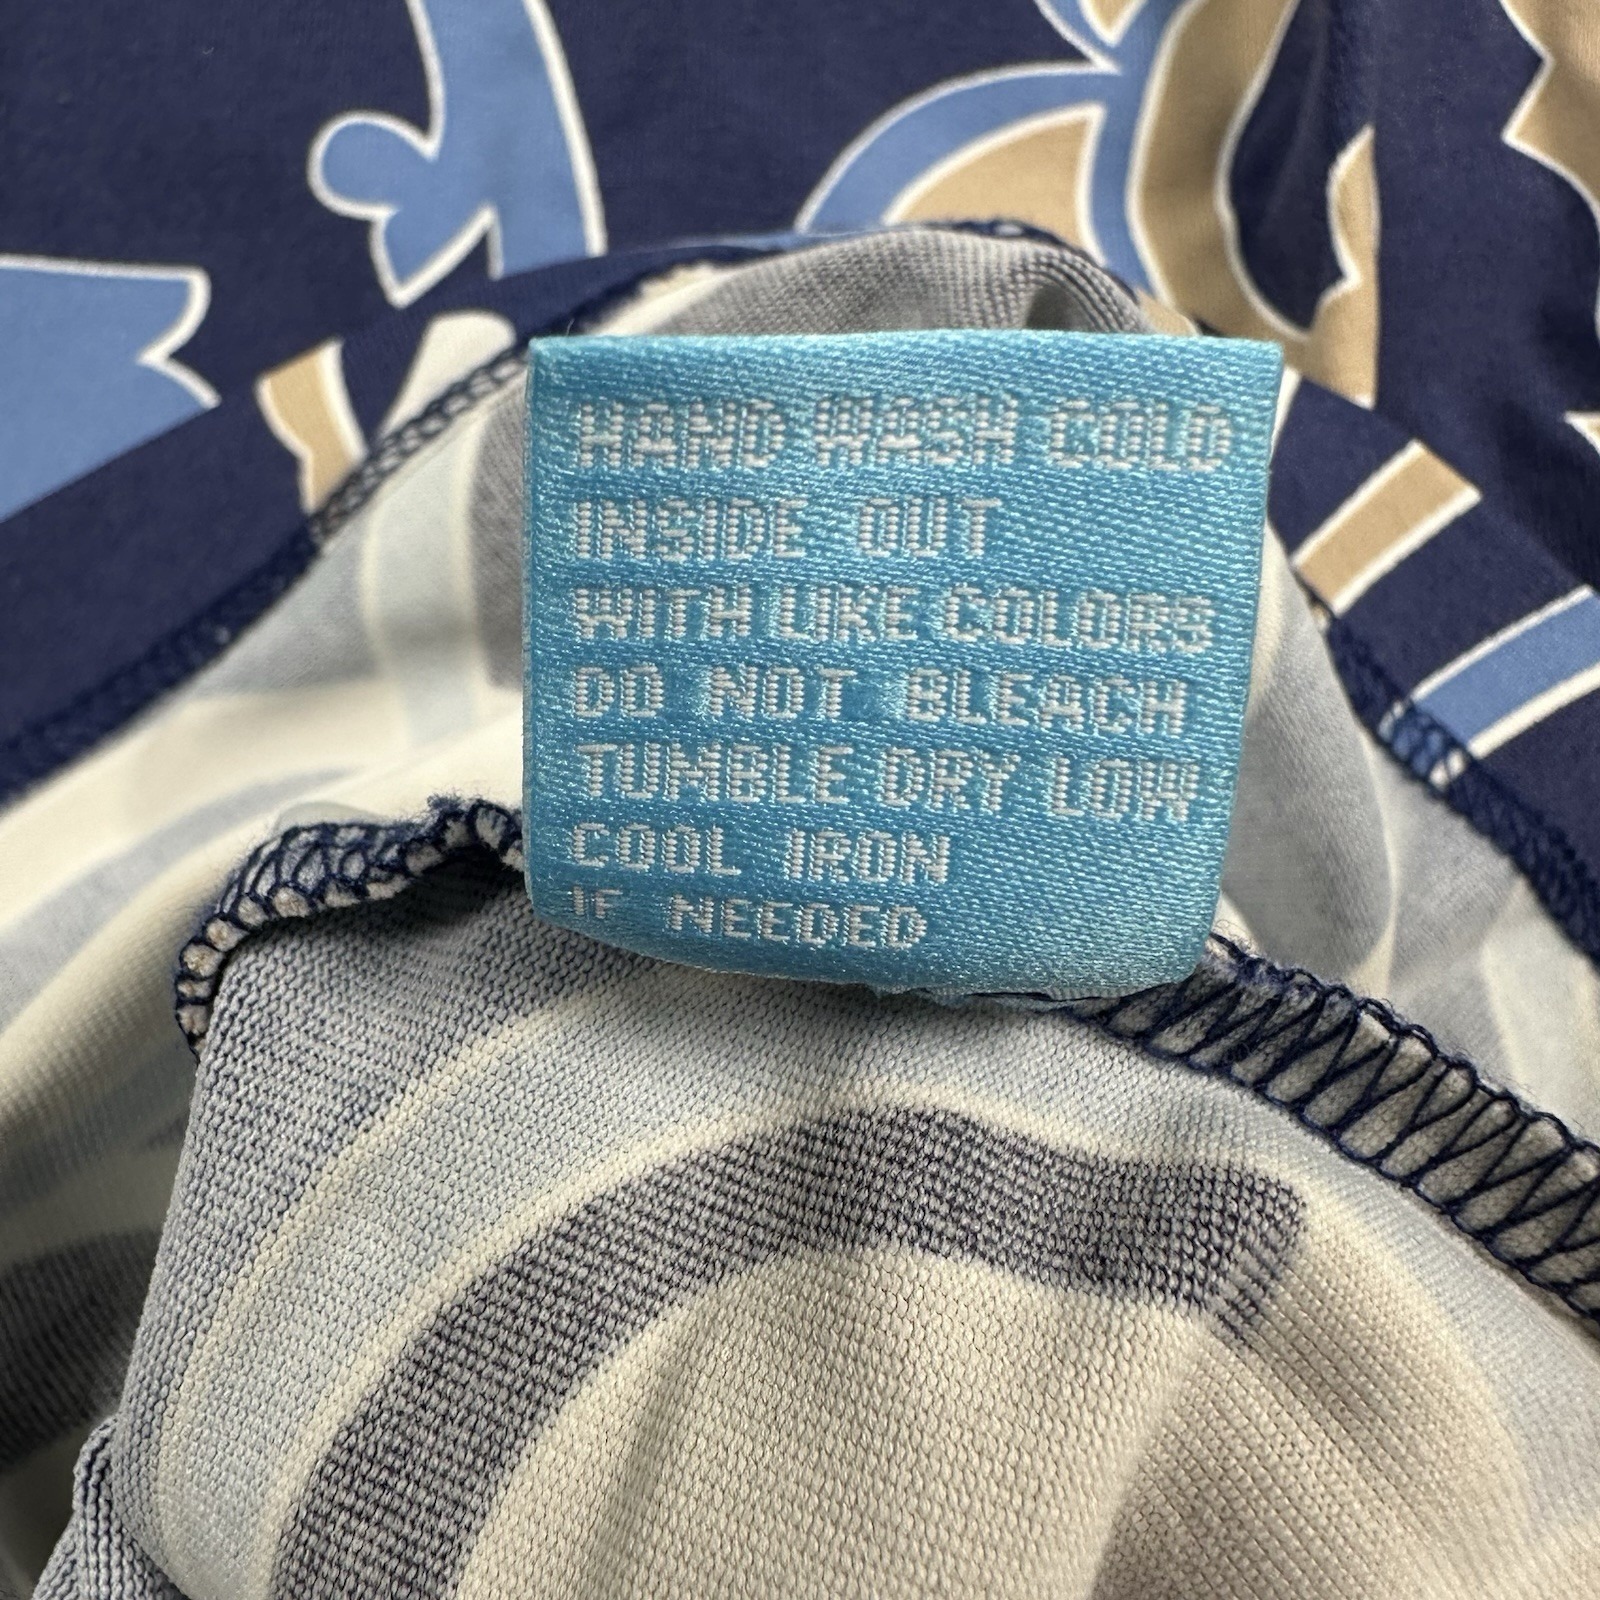 HAND WASH COLD
INSIDE OUT
WITH LIKE COLORS
DO NOT BLEACH
TUMBLE DRY LOW
COOL IRON
IF NEEDED